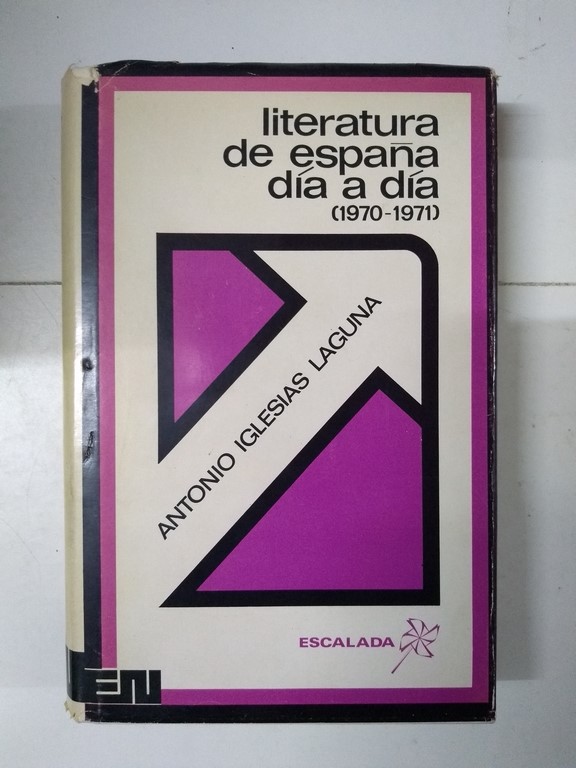 literatura
de españa
día a día
(1970-1971)
ANTONIO IGLESIAS LAGUNA
ESCALADA
EN